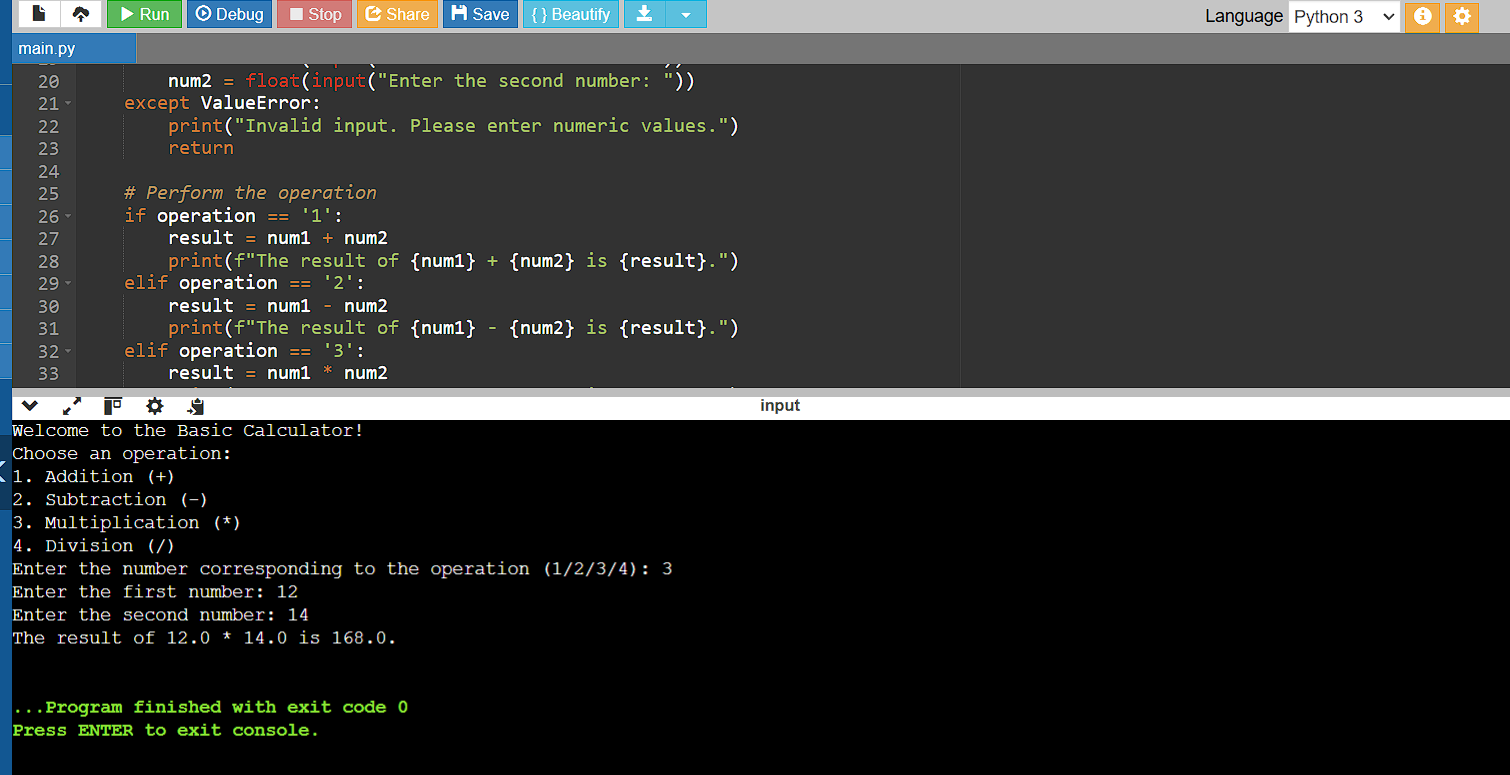 Run Debug Stop Share Save {} Beautify Language Python 3
main.py
20 num2 = float(input("Enter the second number: "))
21 except ValueError:
22 print("Invalid input. Please enter numeric values.")
23 return
24
25 # Perform the operation
26 if operation == '1':
27 result = num1 + num2
28 print(f"The result of {num1} + {num2} is {result}.")
29 elif operation == '2':
30 result = num1 - num2
31 print(f"The result of {num1} - {num2} is {result}.")
32 elif operation == '3':
33 result = num1 * num2
input
Welcome to the Basic Calculator!
Choose an operation:
1. Addition (+)
2. Subtraction (-)
3. Multiplication (*)
4. Division (/)
Enter the number corresponding to the operation (1/2/3/4): 3
Enter the first number: 12
Enter the second number: 14
The result of 12.0 * 14.0 is 168.0.
...Program finished with exit code 0
Press ENTER to exit console.